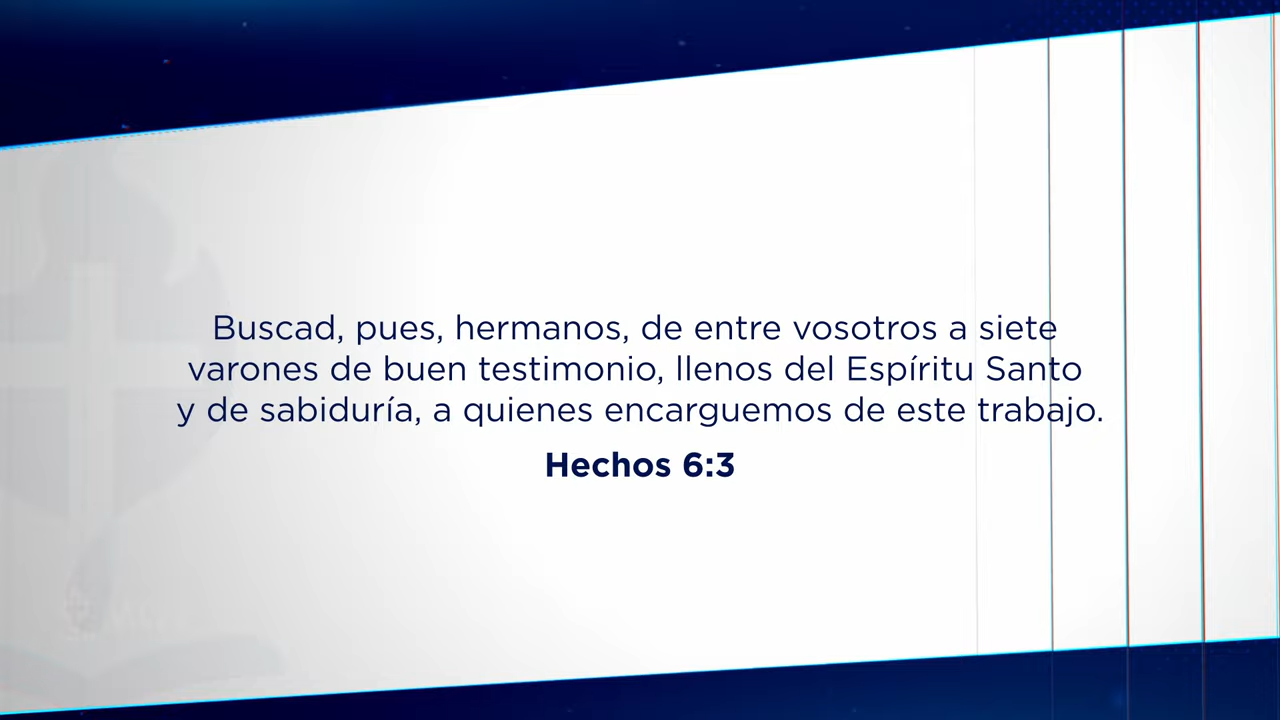 Buscad, pues, hermanos, de entre vosotros a siete
varones de buen testimonio, llenos del Espíritu Santo
y de sabiduría, a quienes encarguemos de este trabajo.
Hechos 6:3